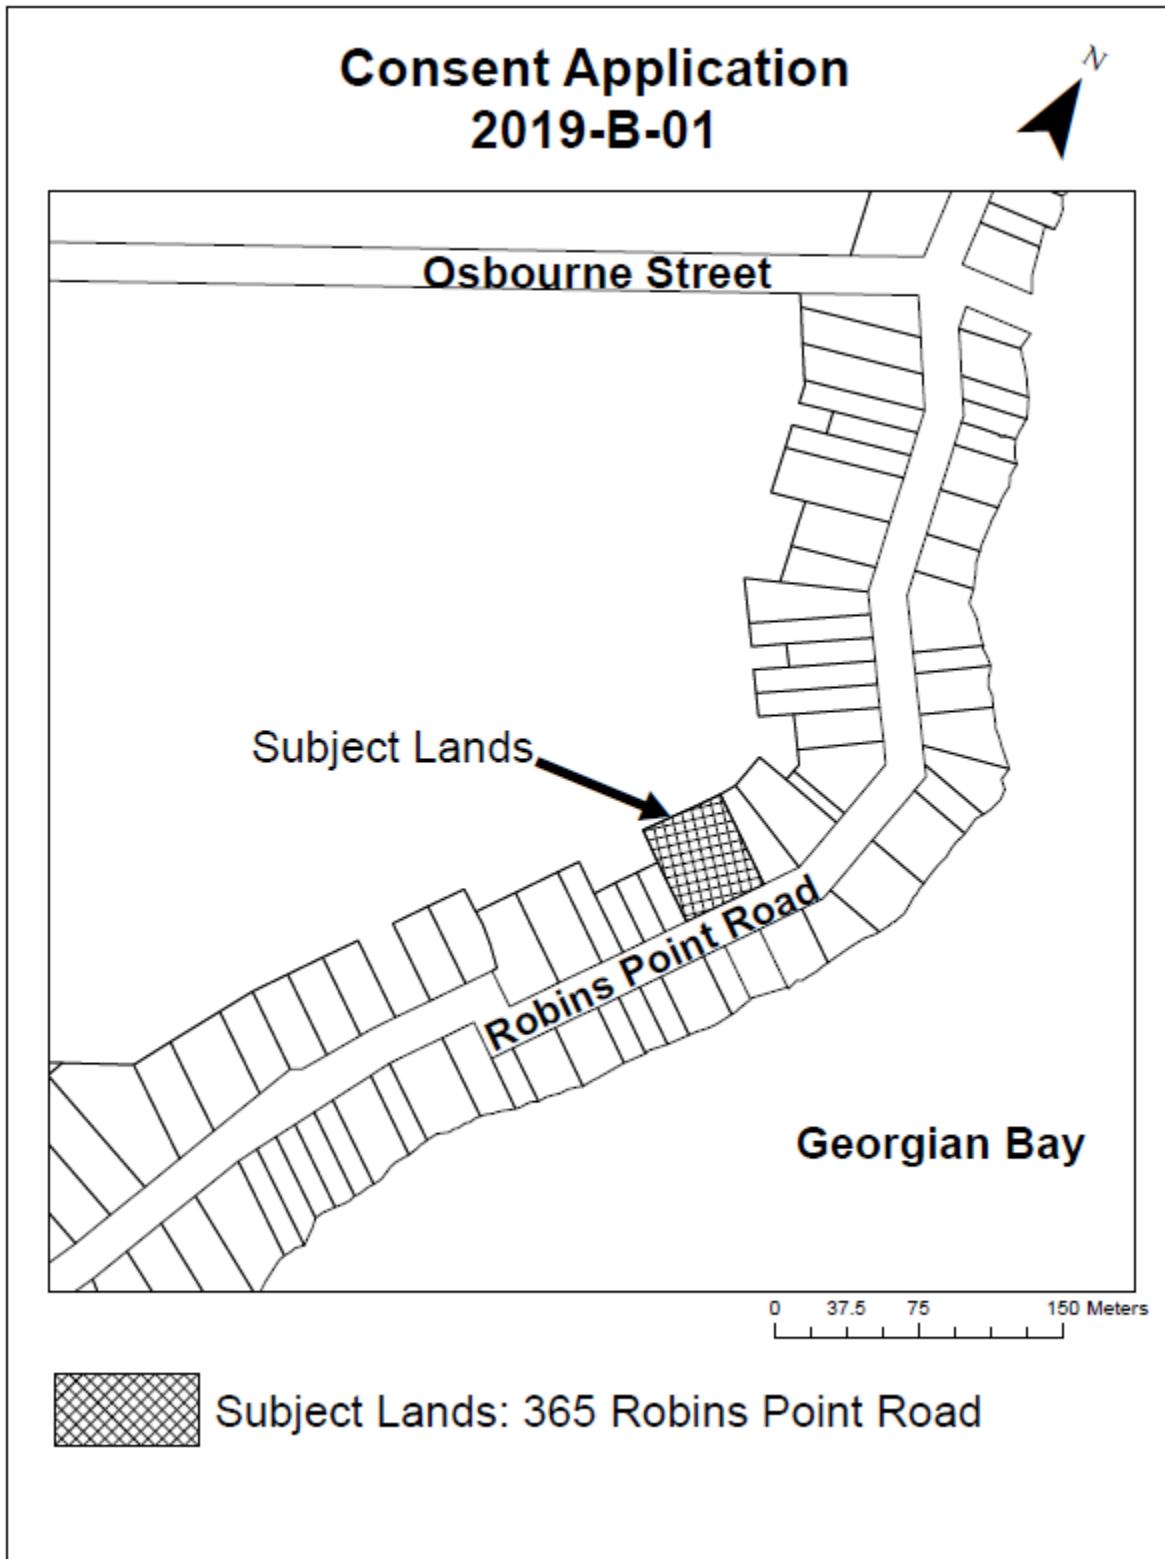 Consent Application
2019-B-01
N
Osbourne Street
Subject Lands
Robins Point Road
Georgian Bay
0 37.5 75 150 Meters
Subject Lands: 365 Robins Point Road